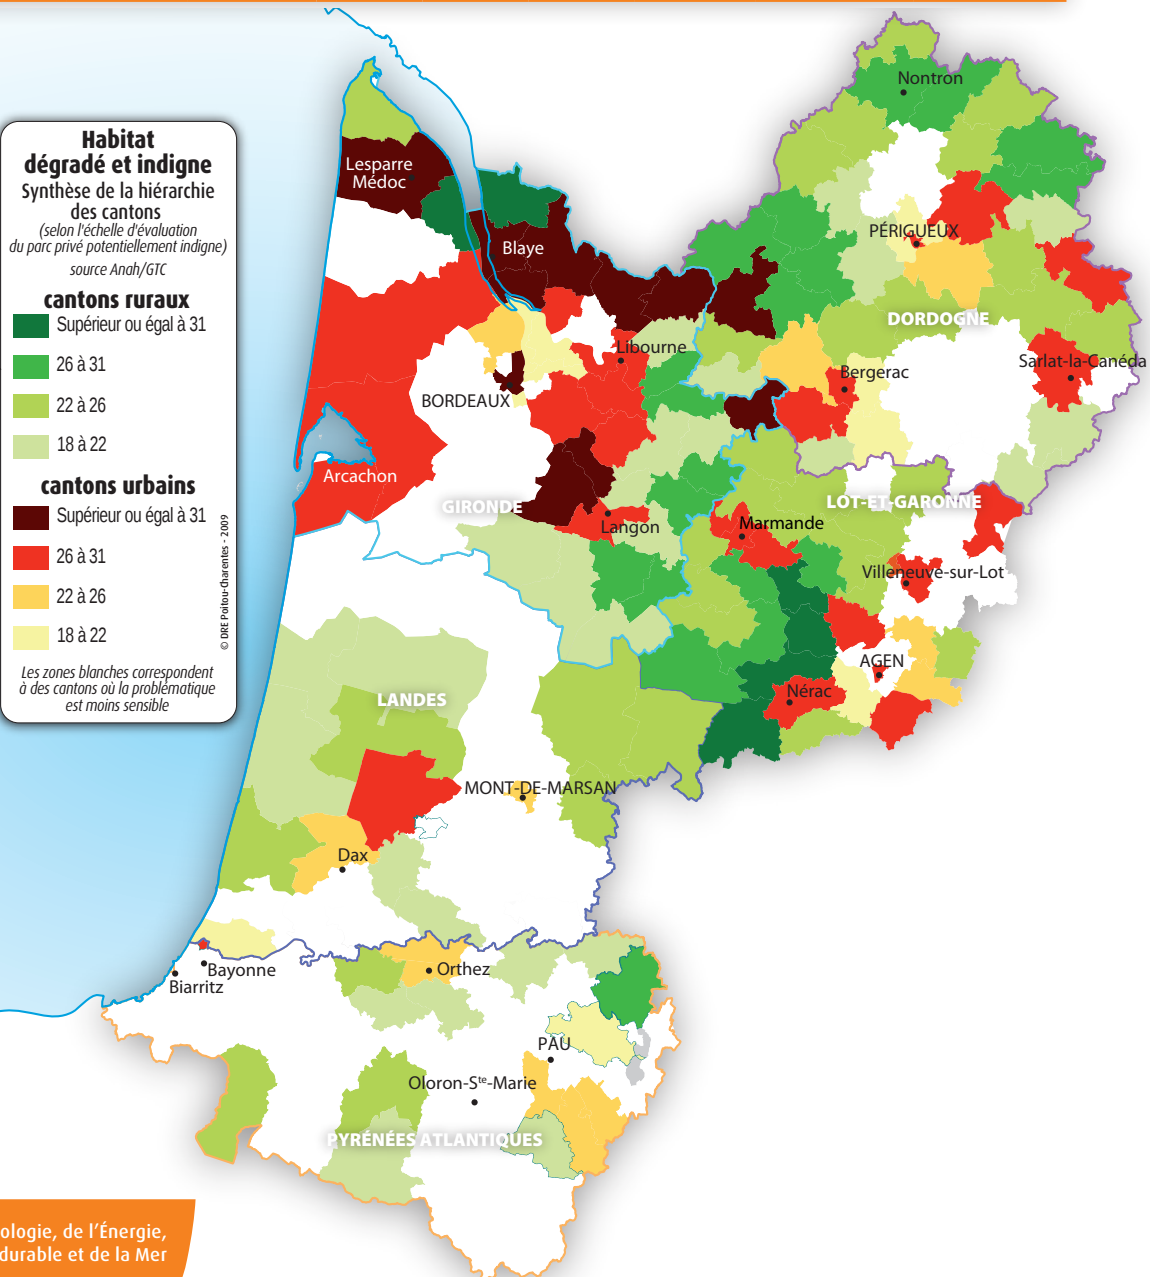 Habitat
dégradé et indigne
Synthèse de la hiérarchie
des cantons
(selon l'échelle d'évaluation
du parc privé potentiellement indigne)
source Anah/GTC
cantons ruraux
Supérieur ou égal à 31
26 à 31
22 à 26
18 à 22
cantons urbains
Supérieur ou égal à 31
26 à 31
22 à 26
18 à 22
Les zones blanches correspondent
à des cantons où la problématique
est moins sensible
© DRE Poitou-charentes - 2009
Nontron
Lesparre
Médoc
PÉRIGUEUX
Blaye
DORDOGNE
Libourne
Sarlat-la-Canéda
Bergerac
BORDEAUX
Arcachon
GIRONDE
LOT-ET-GARONNE
Langon
Marmande
Villeneuve-sur-Lot
AGEN
Nérac
LANDES
MONT-DE-MARSAN
Dax
Bayonne
Biarritz
Orthez
PAU
Oloron-Ste-Marie
PYRÉNÉES ATLANTIQUES
ologie, de l'Énergie,
durable et de la Mer